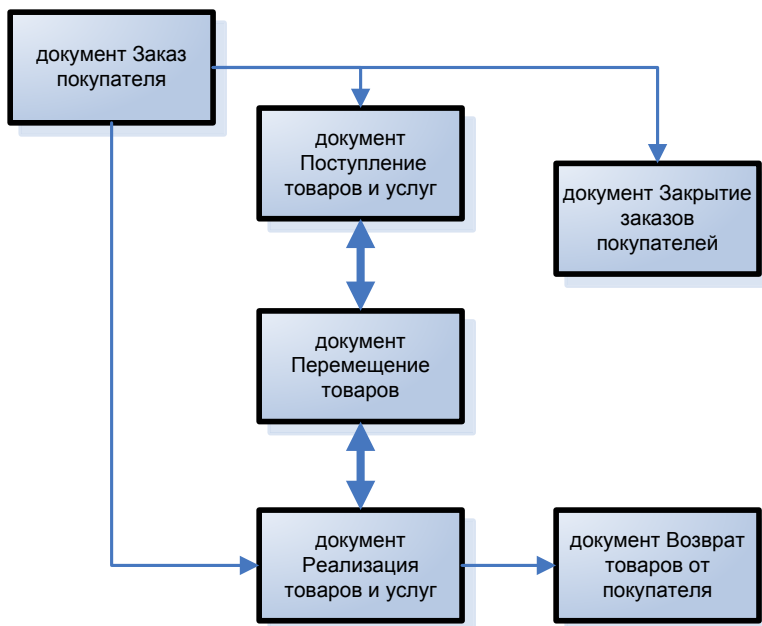 документ Заказ
покупателя
документ
Поступление
товаров и услуг
документ Закрытие
заказов
покупателей
документ
Перемещение
товаров
документ
Реализация
товаров и услуг
документ Возврат
товаров от
покупателя